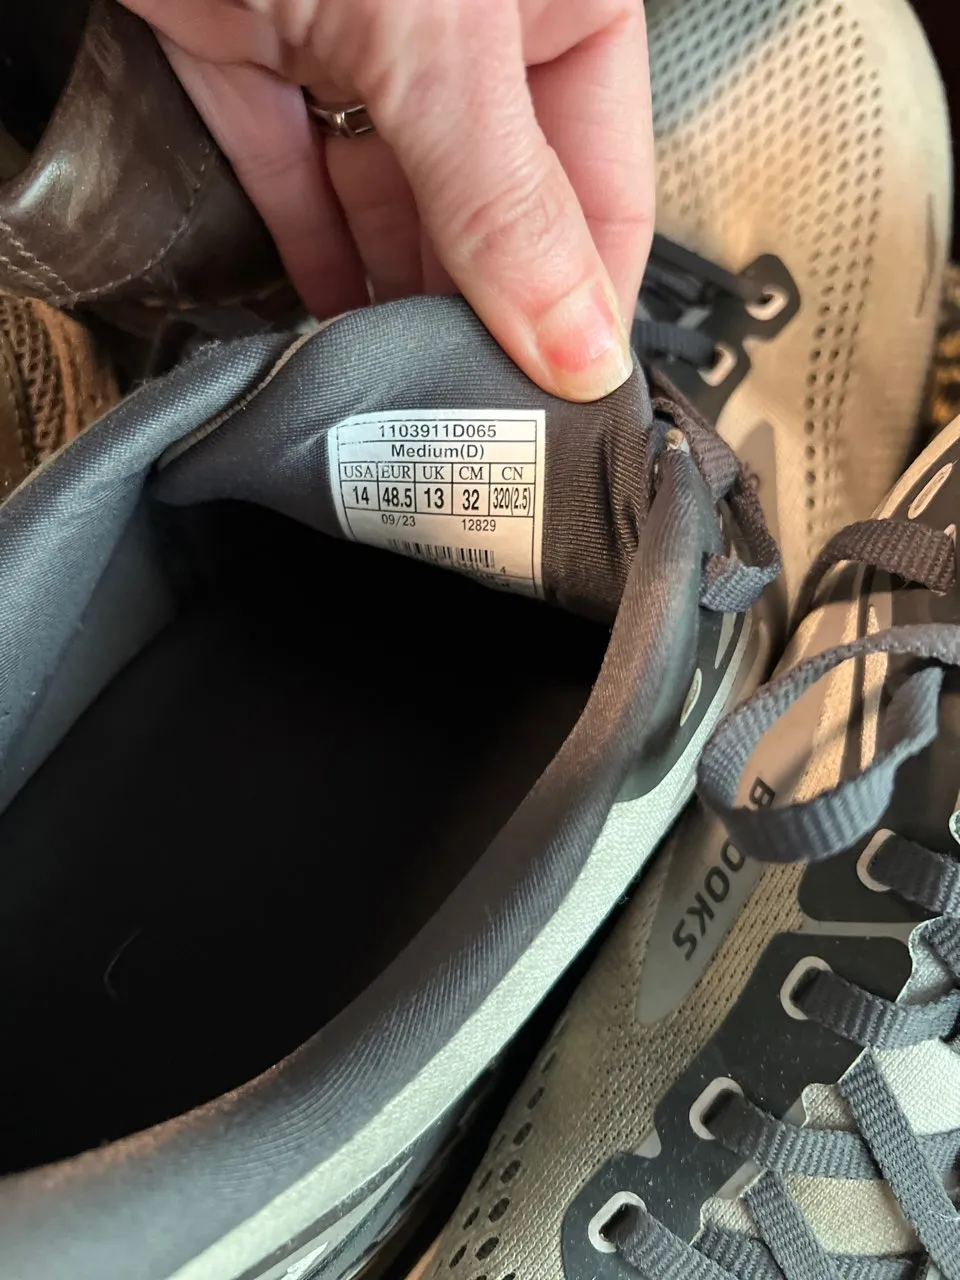 1103911D065
Medium(D)
USA EUR UK CM CN
14 48.5 13 32 320(2.5)
09/23 12829
4
BROOKS